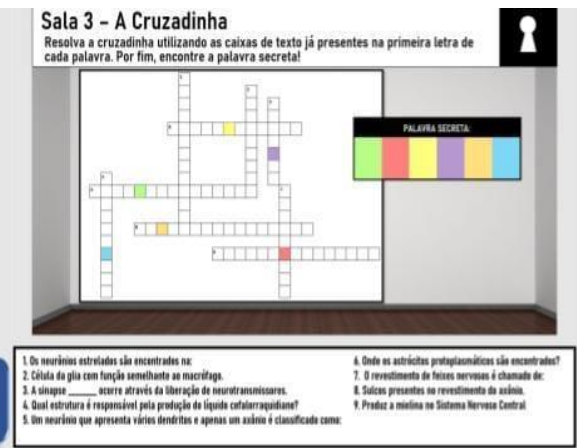 Sala 3 - A Cruzadinha
Resolva a cruzadinha utilizando as caixas de texto já presentes na primeira letra de
cada palavra. Por fim, encontre a palavra secreta!
PALAVRA SECRETA:
1. Os neurônios estrelados são encontrados na:
2. Célula da glia com função semelhante ao macrófago.
3. A sinapse ______ ocorre através da liberação de neurotransmissores.
4. Qual estrutura é responsável pela produção do líquido cefalorraquidiano?
5. Um neurônio que apresenta vários dendritos e apenas um axônio é classificado como:
6. Onde os astrócitos protoplasmáticos são encontrados?
7. O revestimento de feixes nervosos é chamado de:
8. Sulcos presentes no revestimento do axônio.
9. Produz a mielina no Sistema Nervoso Central